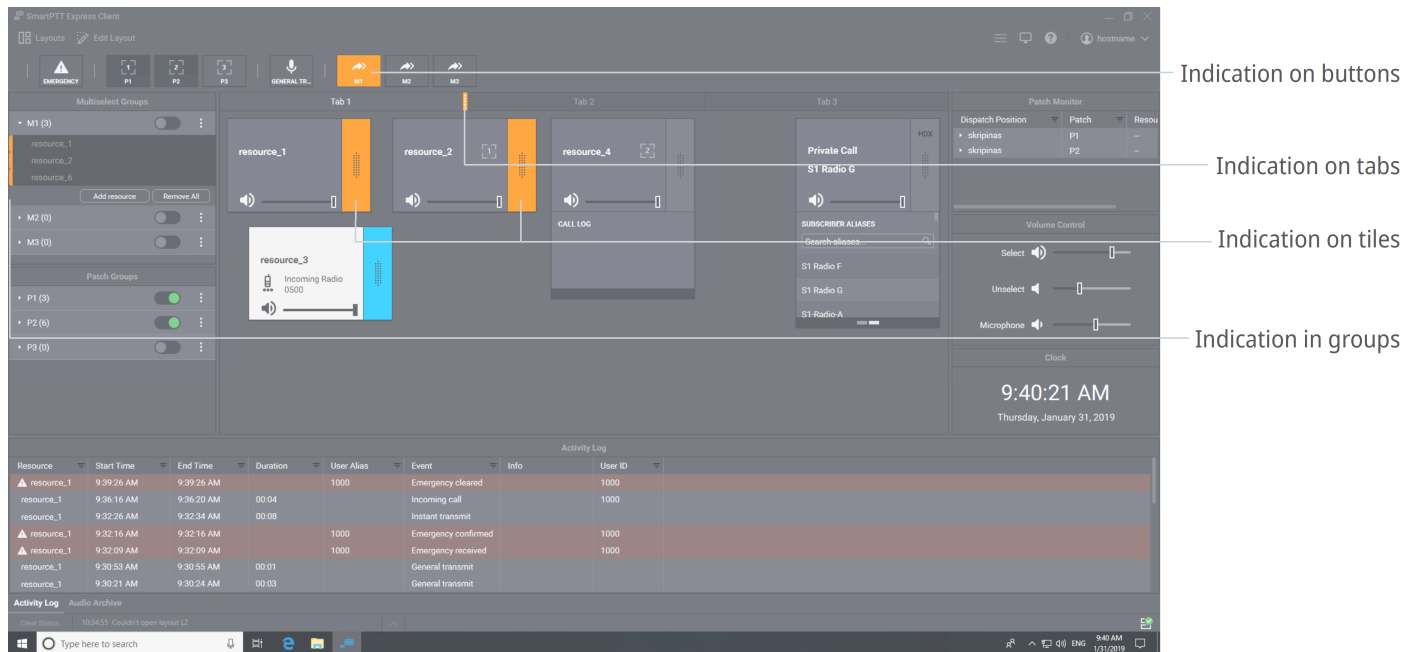 SmartPTT Express Client
Layouts Edit Layout hostname
EMERGENCY P1 P2 P3 GENERAL TR... M1 M2 M3
1 2 3
Indication on buttons
Multiselect Groups
M1 (3)
resource_1
resource_2
resource_6
Add resource Remove All
M2 (0)
M3 (0)
Patch Groups
P1 (3)
P2 (6)
P3 (0)
Tab 1 Tab 2 Tab 3
resource_1
resource_2 1
resource_4 2
CALL LOG
HDX
Private Call
S1 Radio G
SUBSCRIBER ALIASES
Search aliases...
S1 Radio F
S1 Radio G
S1-Radio-A
resource_3
Incoming Radio
0500
Patch Monitor
Dispatch Position Patch Resou
skripinas P1 –
skripinas P2 –
Indication on tabs
Volume Control
Select
Unselect
Microphone
Indication on tiles
Indication in groups
Clock
9:40:21 AM
Thursday, January 31, 2019
Activity Log
Resource Start Time End Time Duration User Alias Event Info User ID
resource_1 9:39:26 AM 9:39:26 AM 1000 Emergency cleared 1000
resource_1 9:36:16 AM 9:36:20 AM 00:04 Incoming call 1000
resource_1 9:32:26 AM 9:32:34 AM 00:08 Instant transmit
resource_1 9:32:16 AM 9:32:16 AM 1000 Emergency confirmed 1000
resource_1 9:32:09 AM 9:32:09 AM 1000 Emergency received 1000
resource_1 9:30:53 AM 9:30:55 AM 00:01 General transmit
resource_1 9:30:21 AM 9:30:24 AM 00:03 General transmit
Activity Log Audio Archive
Clear Status 10:34:55 Couldn't open layout L2
Type here to search ENG 9:40 AM
1/31/2019